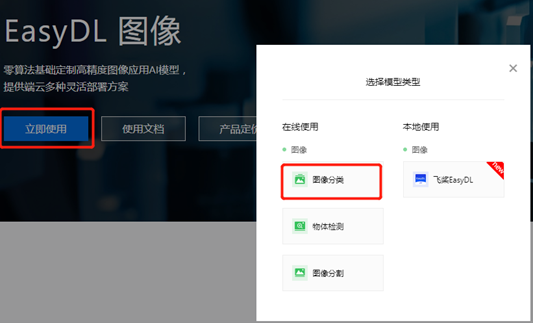 EasyDL 图像
零算法基础定制高精度图像应用AI模型，
提供端云多种灵活部署方案
立即使用
使用文档
产品定价
选择模型类型
在线使用
本地使用
图像
图像
图像分类
飞桨EasyDL
new
物体检测
图像分割